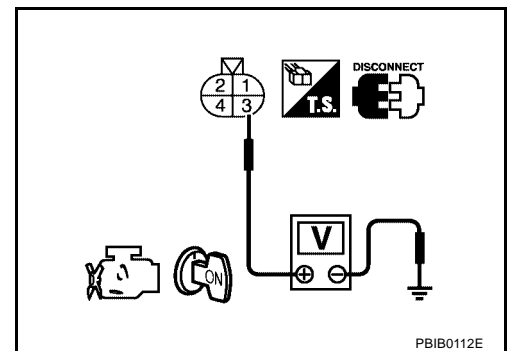 DISCONNECT
2 1
4 3
T.S.
V
+ −
ON
PBIB0112E